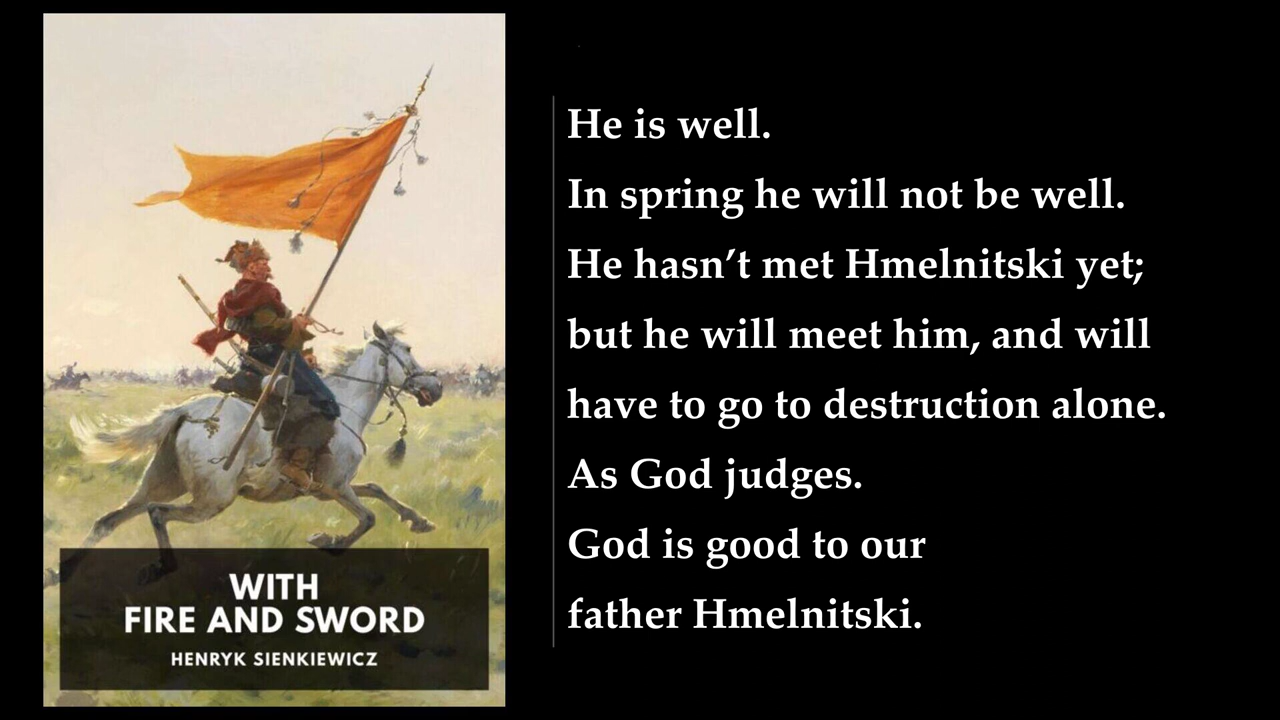 WITH
FIRE AND SWORD
HENRYK SIENKIEWICZ
He is well.
In spring he will not be well.
He hasn’t met Hmelnitski yet;
but he will meet him, and will
have to go to destruction alone.
As God judges.
God is good to our
father Hmelnitski.